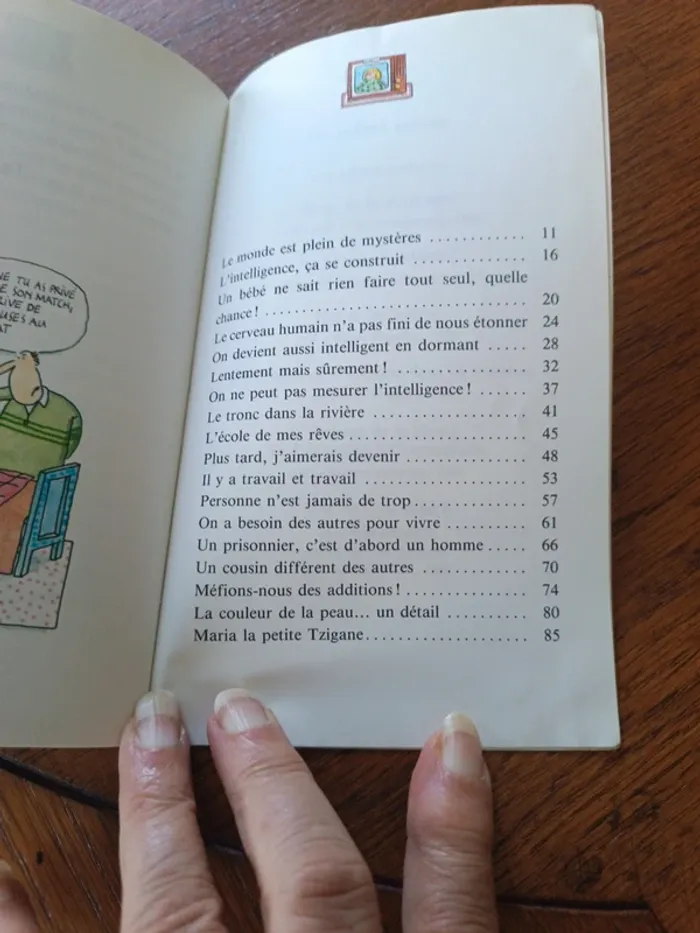 TU AS PRIVÉ
SON MATCH,
Le monde est plein de mystères ............ 11
L'intelligence, ça se construit .............. 16
Un bébé ne sait rien faire tout seul, quelle
chance ! ................................ 20
Le cerveau humain n'a pas fini de nous étonner 24
On devient aussi intelligent en dormant ..... 28
Lentement mais sûrement ! ................ 32
On ne peut pas mesurer l'intelligence ! ...... 37
Le tronc dans la rivière .................... 41
L'école de mes rêves ....................... 45
Plus tard, j'aimerais devenir ................ 48
Il y a travail et travail ..................... 53
Personne n'est jamais de trop .............. 57
On a besoin des autres pour vivre .......... 61
Un prisonnier, c'est d'abord un homme ..... 66
Un cousin différent des autres ............. 70
Méfions-nous des additions ! ................ 74
La couleur de la peau... un détail .......... 80
Maria la petite Tzigane .................... 85